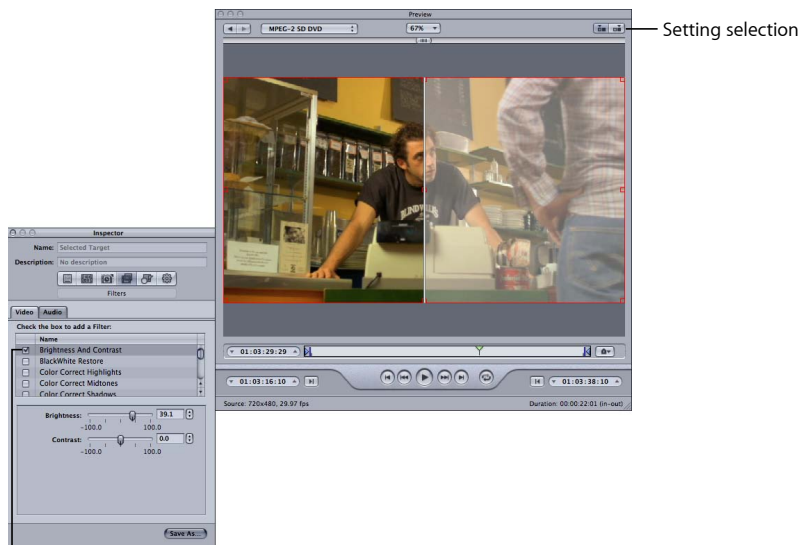 Preview
MPEG-2 SD DVD
67%
Setting selection
BLIND
Inspector
Name: Selected Target
Description: No description
Filters
Video Audio
Check the box to add a Filter:
Name
Brightness And Contrast
BlackWhite Restore
Color Correct Highlights
Color Correct Midtones
Color Correct Shadows
Brightness: 39.1
-100.0 100.0
Contrast: 0.0
-100.0 100.0
Save As...
01:03:29:29
01:03:16:10
01:03:38:10
Source: 720x480, 29.97 fps
Duration: 00:00:22:01 (in-out)